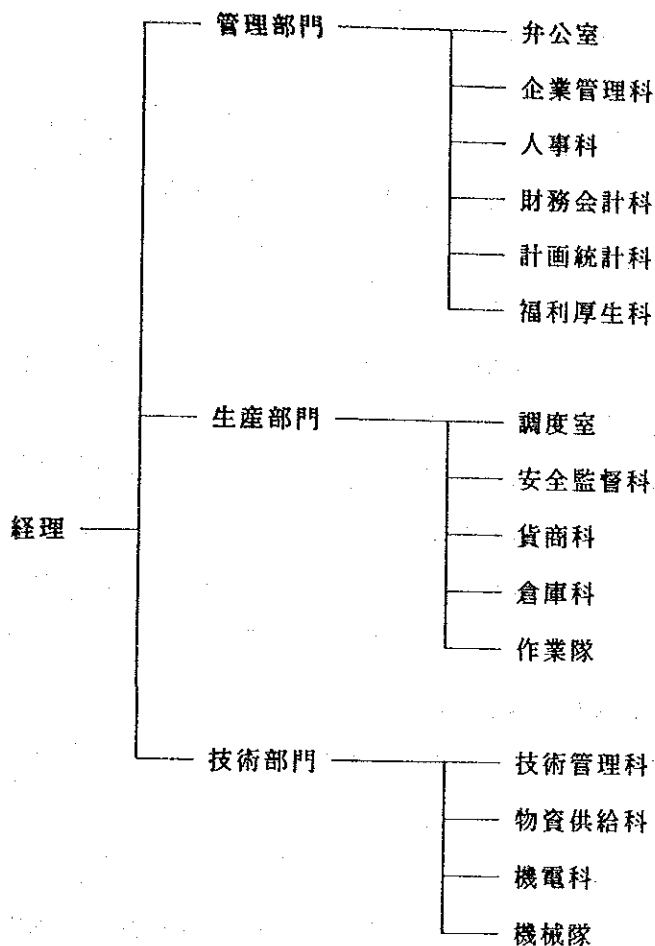 管理部門
弁公室
企業管理科
人事科
財務会計科
計画統計科
福利厚生科
生産部門
調度室
安全監督科
経理
貨商科
倉庫科
作業隊
技術部門
技術管理科
物資供給科
機電科
機械隊